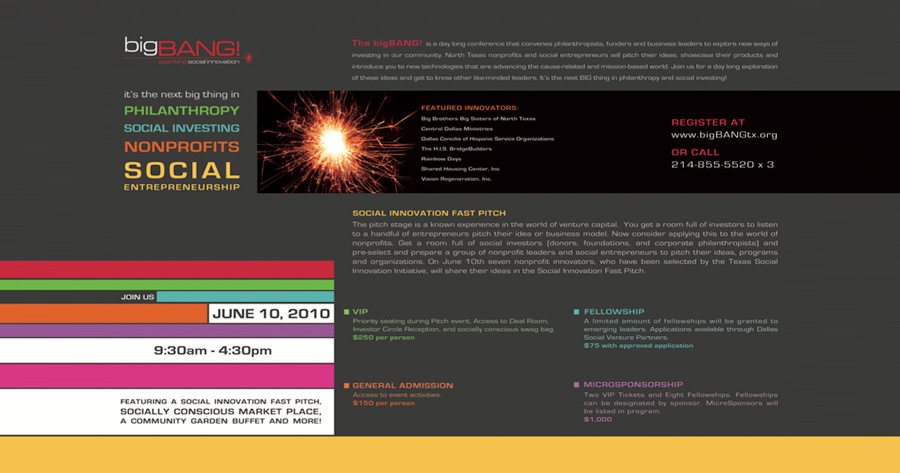 bigBANG!
sparking social innovation
it's the next big thing in
PHILANTHROPY
SOCIAL INVESTING
NONPROFITS
SOCIAL
ENTREPRENEURSHIP
The bigBANG! is a day long conference that convenes philanthropists, funders and business leaders to explore new ways of
investing in our community. North Texas nonprofits and social entrepreneurs will pitch their ideas, showcase their products and
introduce you to new technologies that are advancing the cause-related and mission-based world. Join us for a day long exploration
of these ideas and get to know other like-minded leaders. It's the next BIG thing in philanthropy and social investing!
FEATURED INNOVATORS:
Big Brothers Big Sisters of North Texas
Central Dallas Ministries
Dallas Concilio of Hispanic Service Organizations
The H.I.S. BridgeBuilders
Rainbow Days
Shared Housing Center, Inc
Vision Regeneration, Inc.
REGISTER AT
www.bigBANGtx.org
OR CALL
214-855-5520 x 3
SOCIAL INNOVATION FAST PITCH
The pitch stage is a known experience in the world of venture capital. You get a room full of investors to listen
to a handful of entrepreneurs pitch their idea or business model. Now consider applying this to the world of
nonprofits. Get a room full of social investors (donors, foundations, and corporate philanthropists) and
pre-select and prepare a group of nonprofit leaders and social entrepreneurs to pitch their ideas, programs
and organizations. On June 10th seven nonprofit innovators, who have been selected by the Texas Social
Innovation Initiative, will share their ideas in the Social Innovation Fast Pitch.
JOIN US
JUNE 10, 2010
9:30am - 4:30pm
FEATURING A SOCIAL INNOVATION FAST PITCH,
SOCIALLY CONSCIOUS MARKET PLACE,
A COMMUNITY GARDEN BUFFET AND MORE!
VIP
Priority seating during Pitch event, Access to Deal Room,
Investor Circle Reception, and socially conscious swag bag.
$250 per person
FELLOWSHIP
A limited amount of fellowships will be granted to
emerging leaders. Applications available through Dallas
Social Venture Partners.
$75 with approved application
GENERAL ADMISSION
Access to event activities:
$150 per person
MICROSPONSORSHIP
Two VIP Tickets and Eight Fellowships. Fellowships
can be designated by sponsor. MicroSponsors will
be listed in program.
$1,000